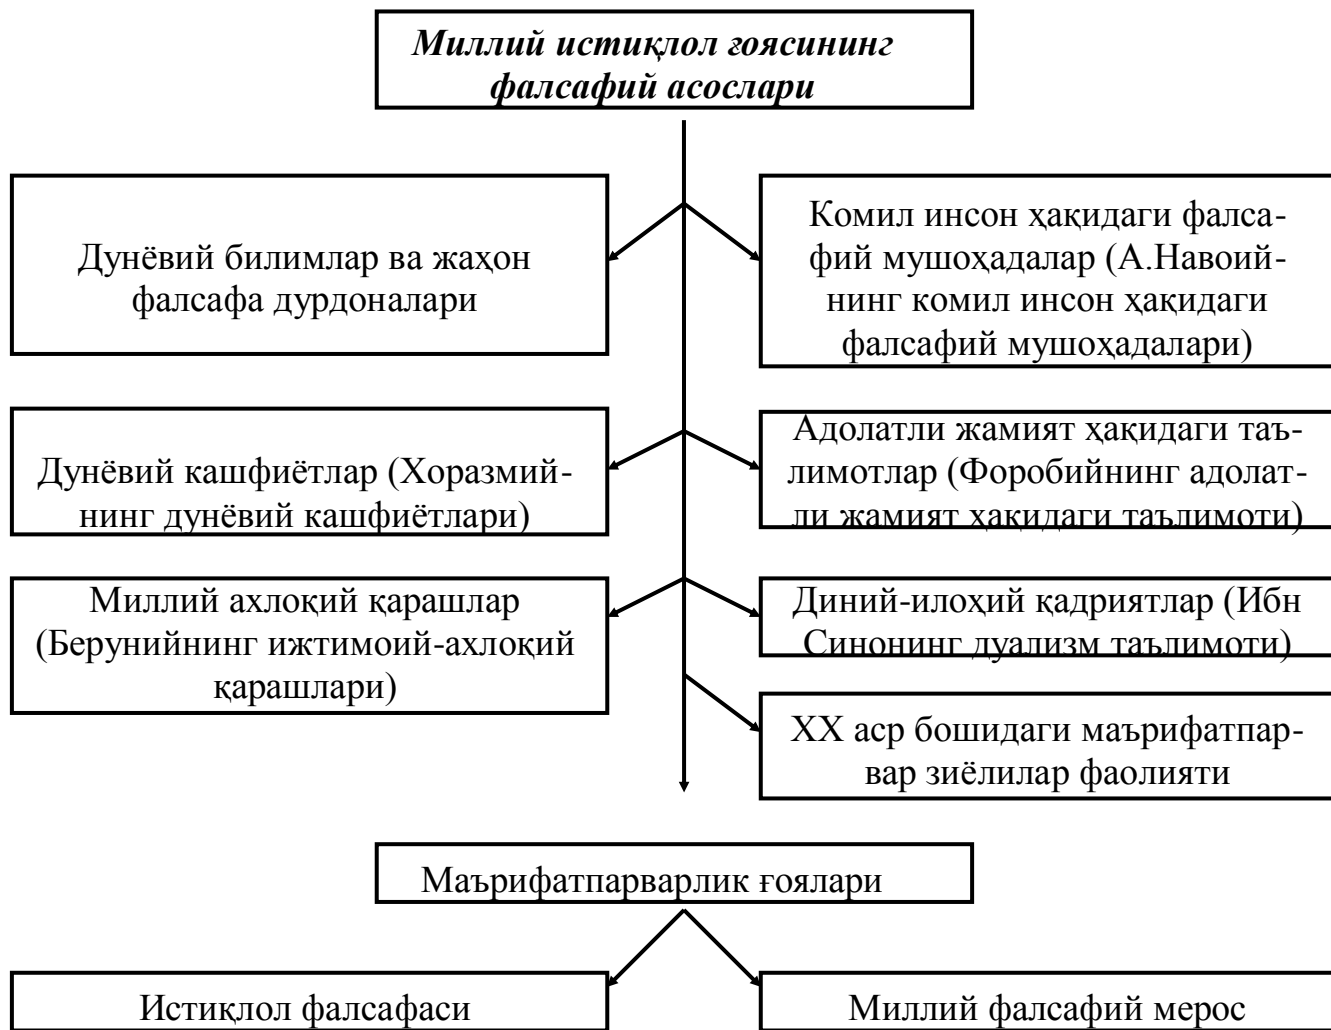 Миллий истиқлол ғоясининг
фалсафий асослари
Дунёвий билимлар ва жаҳон
фалсафа дурдоналари
Комил инсон ҳақидаги фалса-
фий мушоҳадалар (А.Навоий-
нинг комил инсон ҳақидаги
фалсафий мушоҳадалари)
Дунёвий кашфиётлар (Хоразмий-
нинг дунёвий кашфиётлари)
Адолатли жамият ҳақидаги таъ-
лимотлар (Форобийнинг адолат-
ли жамият ҳақидаги таълимоти)
Миллий ахлоқий қарашлар
(Берунийнинг ижтимоий-ахлоқий
қарашлари)
Диний-илоҳий қадриятлар (Ибн
Синонинг дуализм таълимоти)
ХХ аср бошидаги маърифатпар-
вар зиёлилар фаолияти
Маърифатпарварлик ғоялари
Истиқлол фалсафаси
Миллий фалсафий мерос